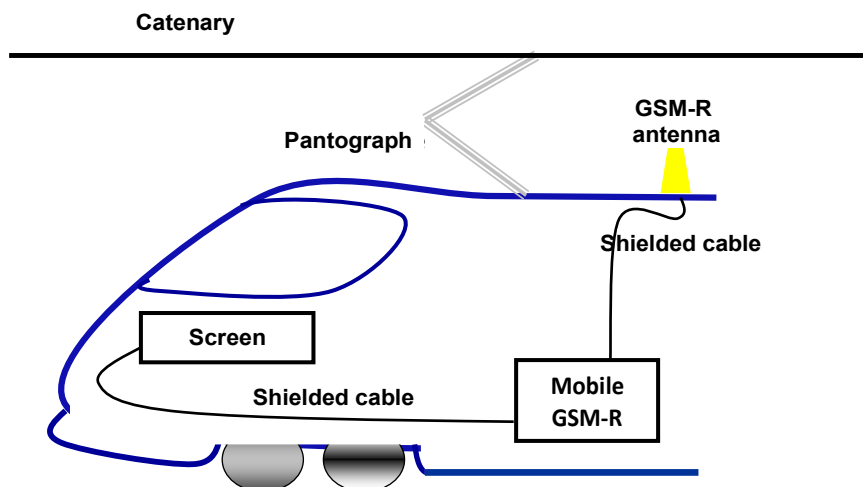 Catenary
GSM-R
antenna
Pantograph
Shielded cable
Screen
Mobile
GSM-R
Shielded cable